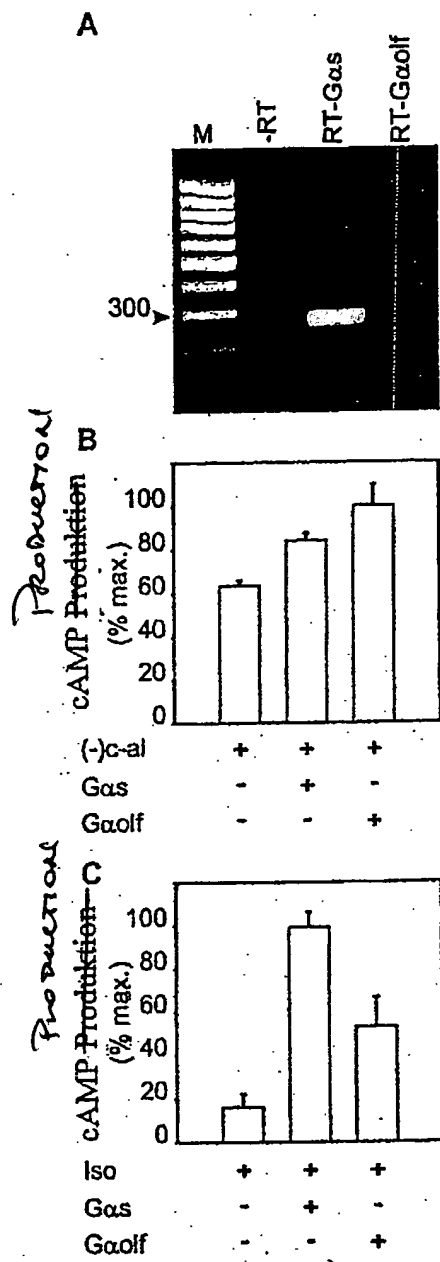 A
M -RT RT-Gαs RT-Gαolf
300
B
PRODUCTION
cAMP Produktion
(% max.)
100
80
60
40
20
0
(-)c-al + + +
Gαs - + -
Gαolf - - +
C
PRODUCTION
cAMP Produktion
(% max.)
100
80
60
40
20
0
Iso + + +
Gαs - + -
Gαolf - - +